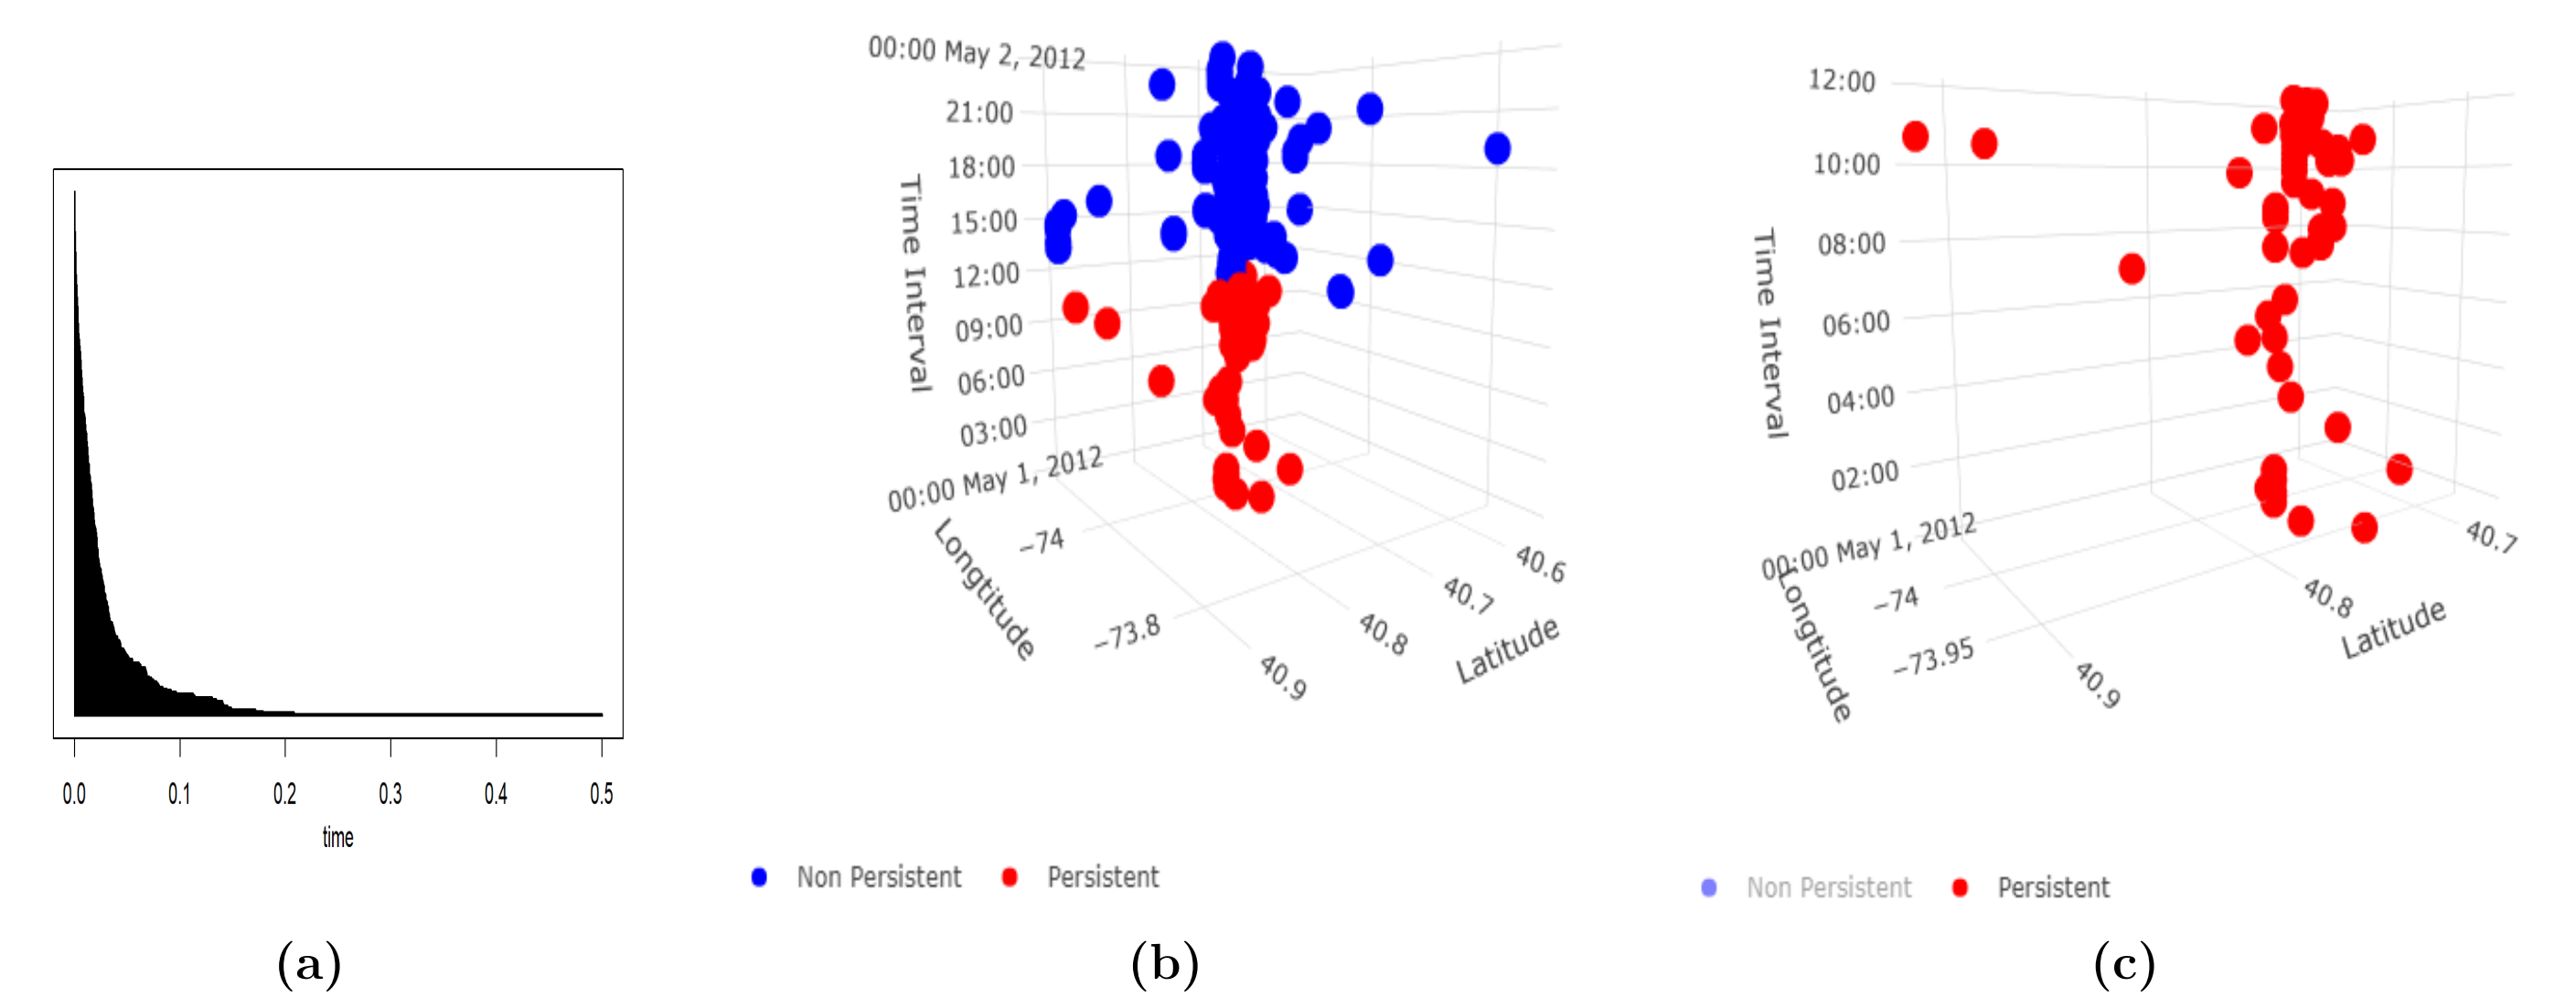 0.0 0.1 0.2 0.3 0.4 0.5
time
(a)
00:00 May 2, 2012
21:00
18:00
15:00
12:00
09:00
06:00
03:00
00:00 May 1, 2012
Time Interval
−74
−73.8
Longtitude
40.9
40.8
40.7
40.6
Latitude
Non Persistent Persistent
(b)
12:00
10:00
08:00
06:00
04:00
02:00
00:00 May 1, 2012
Time Interval
−74
−73.95
Longtitude
40.9
40.8
40.7
Latitude
Non Persistent Persistent
(c)